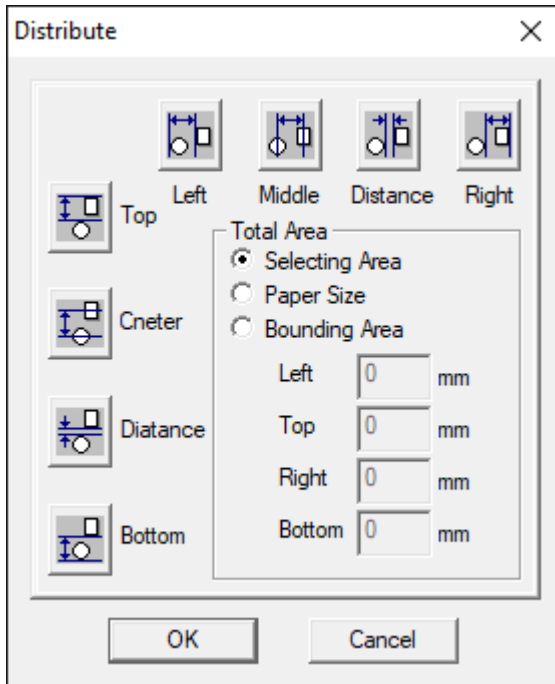 Distribute
Left Middle Distance Right
Top
Total Area
Selecting Area
Paper Size
Cneter
Bounding Area
Left 0 mm
Diatance
Top 0 mm
Right 0 mm
Bottom
Bottom 0 mm
OK Cancel